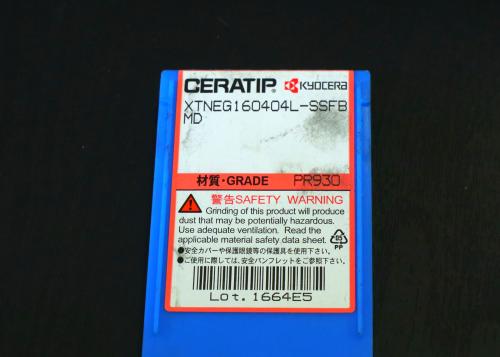 CERATIP KYOCERA
XTNEG160404L-SSFB
MD
材質・GRADE PR930
警告SAFETY WARNING
Grinding of this product will produce
dust that may be potentially hazardous.
Use adequate ventilation. Read the
applicable material safety data sheet.
●安全カバーや保護眼鏡等の保護具を使用下さい。
●ご使用に際しては、安全パンフレットをご参照下さい。
05
PP
Lot. 1664E5